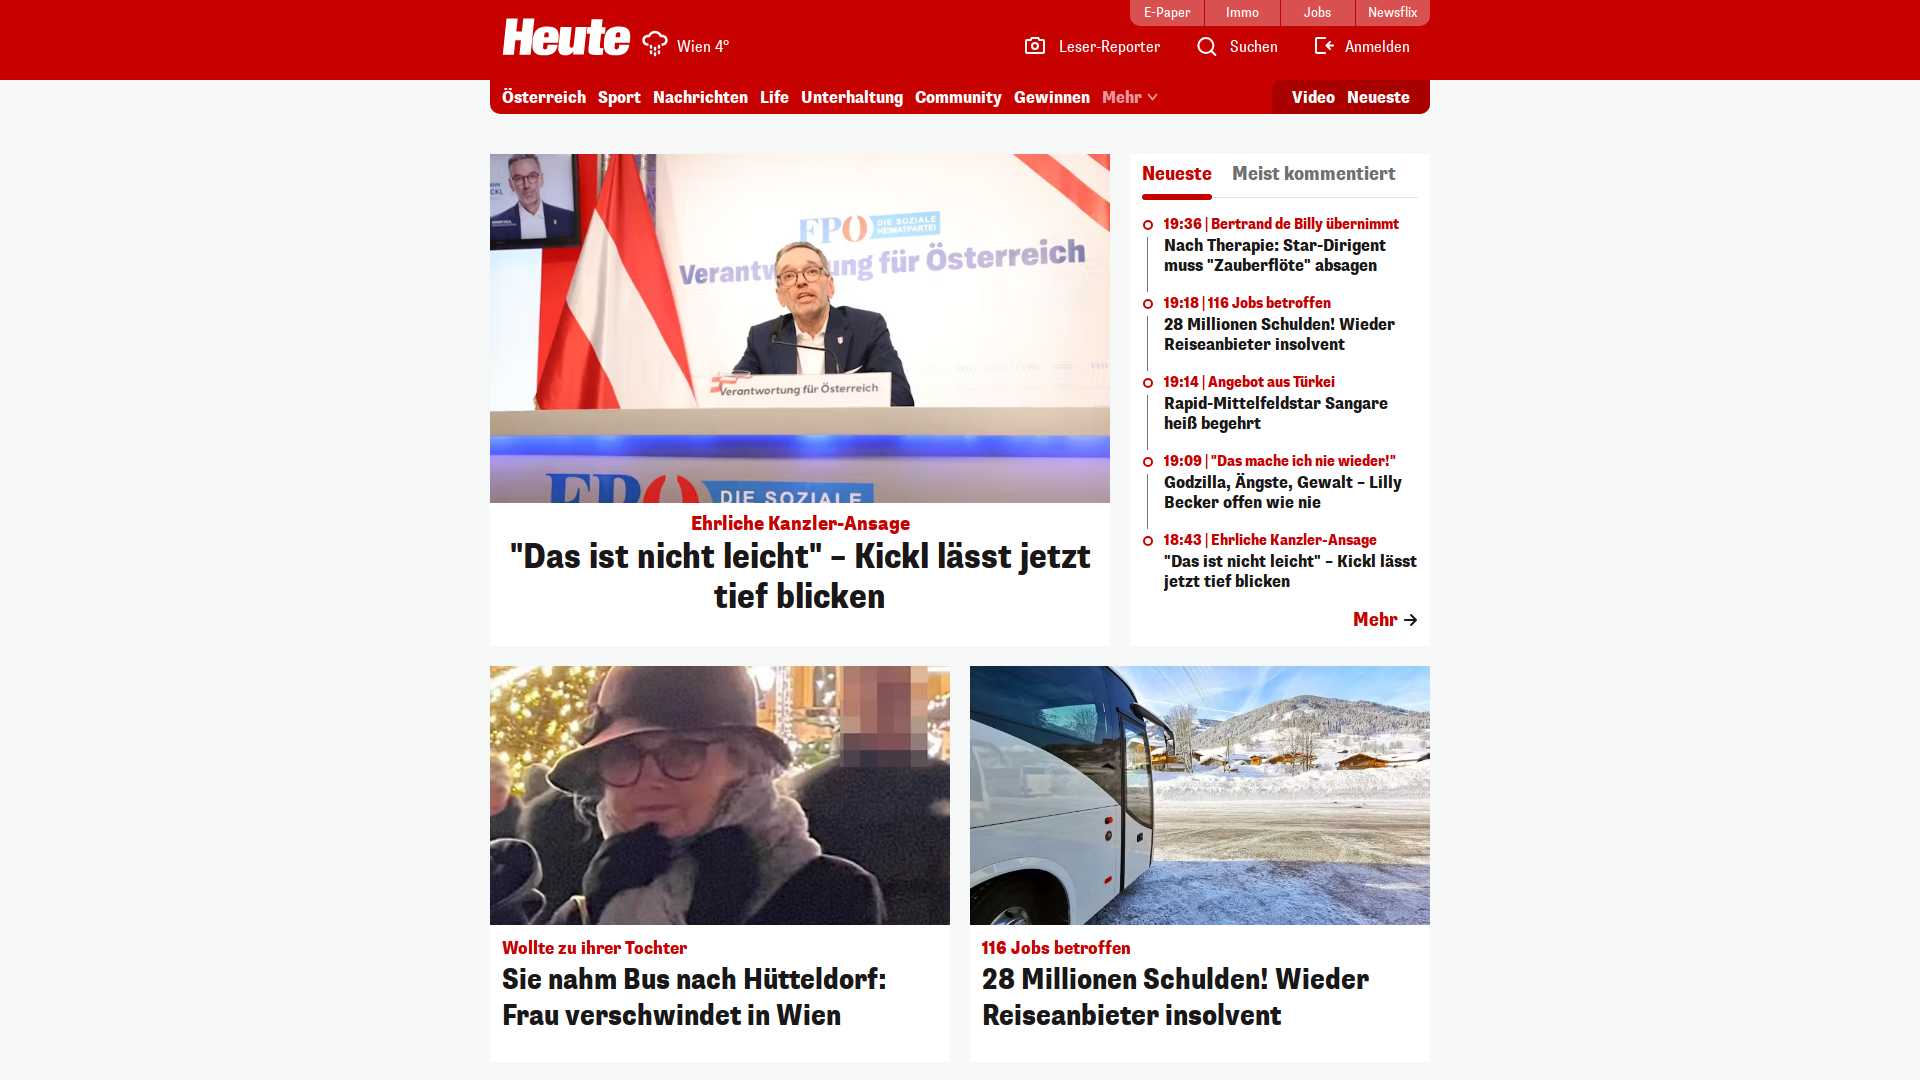 E-Paper
Immo
Jobs
Newsflix
Heute
Wien 4°
Leser-Reporter
Suchen
Anmelden
Österreich
Sport
Nachrichten
Life
Unterhaltung
Community
Gewinnen
Mehr
Video
Neueste
FPÖ
DIE SOZIALE
HEIMATPARTEI
Verantw ung für Österreich
Verantwortung für Österreich
FPÖ DIE SOZIALE
Ehrliche Kanzler-Ansage
"Das ist nicht leicht" – Kickl lässt jetzt
tief blicken
Neueste
Meist kommentiert
19:36 | Bertrand de Billy übernimmt
Nach Therapie: Star-Dirigent
muss "Zauberflöte" absagen
19:18 | 116 Jobs betroffen
28 Millionen Schulden! Wieder
Reiseanbieter insolvent
19:14 | Angebot aus Türkei
Rapid-Mittelfeldstar Sangare
heiß begehrt
19:09 | "Das mache ich nie wieder!"
Godzilla, Ängste, Gewalt – Lilly
Becker offen wie nie
18:43 | Ehrliche Kanzler-Ansage
"Das ist nicht leicht" – Kickl lässt
jetzt tief blicken
Mehr
Wollte zu ihrer Tochter
Sie nahm Bus nach Hütteldorf:
Frau verschwindet in Wien
116 Jobs betroffen
28 Millionen Schulden! Wieder
Reiseanbieter insolvent